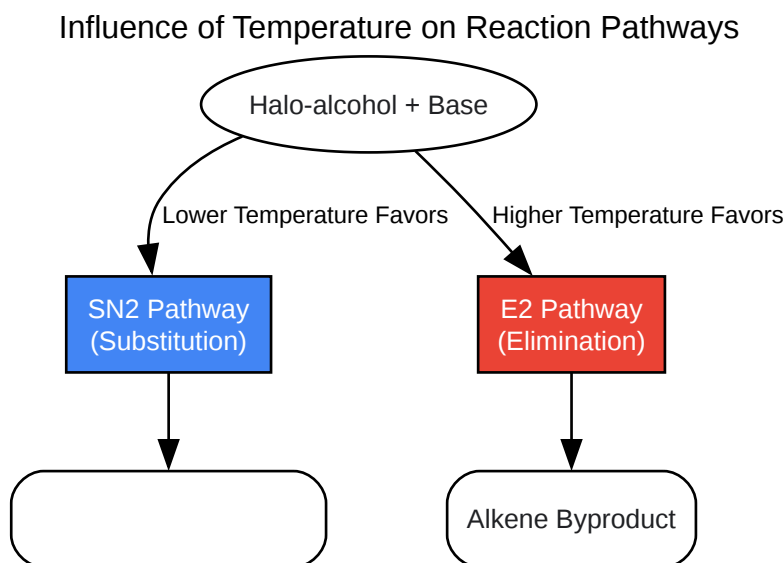 Influence of Temperature on Reaction Pathways
Halo-alcohol + Base
Lower Temperature Favors
Higher Temperature Favors
SN2 Pathway
(Substitution)
E2 Pathway
(Elimination)
Alkene Byproduct